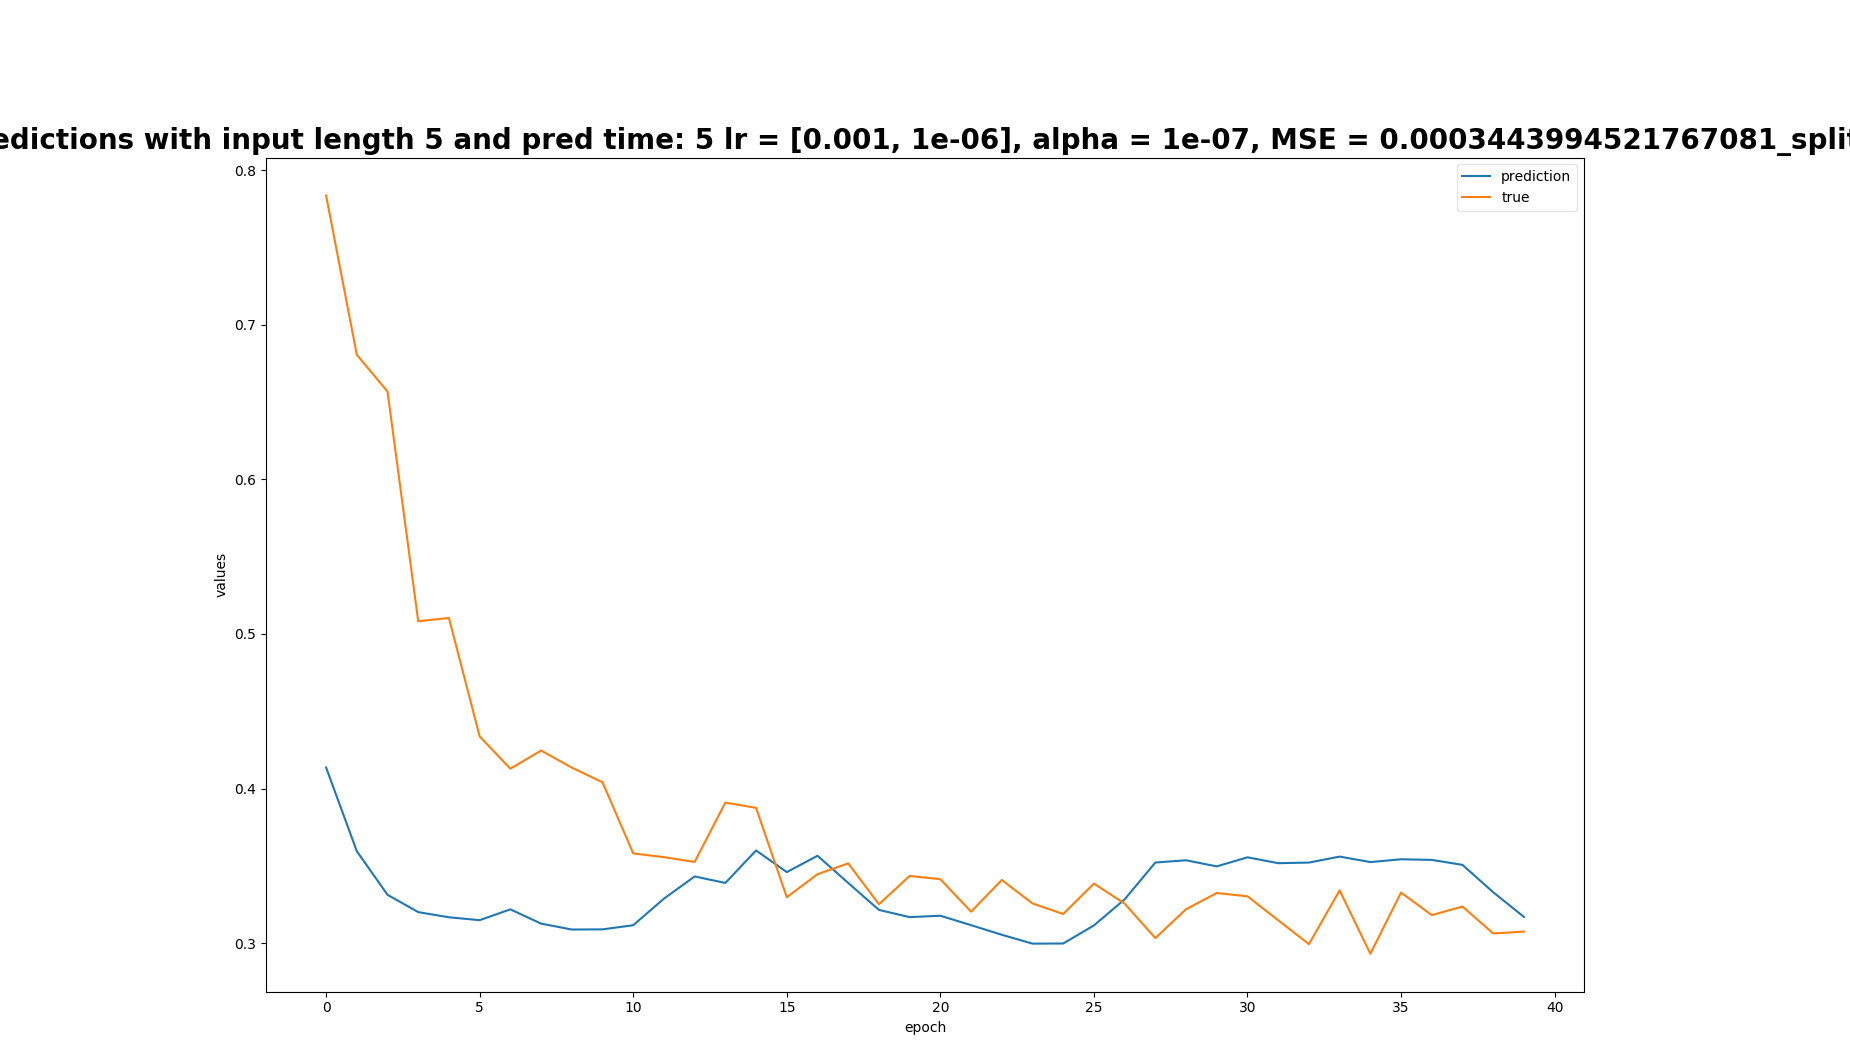 edictions with input length 5 and pred time: 5 lr = [0.001, 1e-06], alpha = 1e-07, MSE = 0.0003443994521767081_split
prediction
true
0.8
0.7
0.6
0.5
0.4
0.3
values
0 5 10 15 20 25 30 35 40
epoch